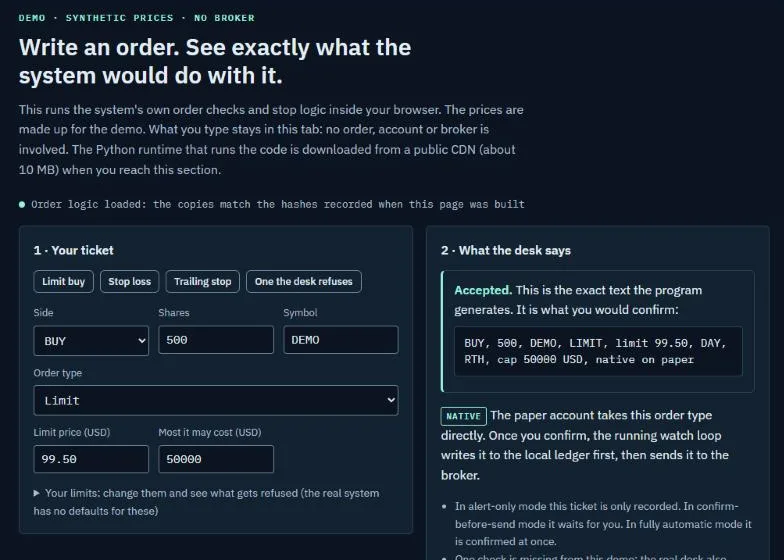 DEMO · SYNTHETIC PRICES · NO BROKER
Write an order. See exactly what the
system would do with it.
This runs the system's own order checks and stop logic inside your browser. The prices are
made up for the demo. What you type stays in this tab: no order, account or broker is
involved. The Python runtime that runs the code is downloaded from a public CDN (about
10 MB) when you reach this section.
Order logic loaded: the copies match the hashes recorded when this page was built
1 · Your ticket
Limit buy
Stop loss
Trailing stop
One the desk refuses
Side
Shares
Symbol
BUY
500
DEMO
Order type
Limit
Limit price (USD)
Most it may cost (USD)
99.50
50000
▶ Your limits: change them and see what gets refused (the real system
has no defaults for these)
2 · What the desk says
Accepted. This is the exact text the program
generates. It is what you would confirm:
BUY, 500, DEMO, LIMIT, limit 99.50, DAY,
RTH, cap 50000 USD, native on paper
NATIVE The paper account takes this order type
directly. Once you confirm, the running watch loop
writes it to the local ledger first, then sends it to the
broker.
• In alert-only mode this ticket is only recorded. In confirm-
before-send mode it waits for you. In fully automatic mode it
is confirmed at once.
• One check is missing from this demo: the real desk also